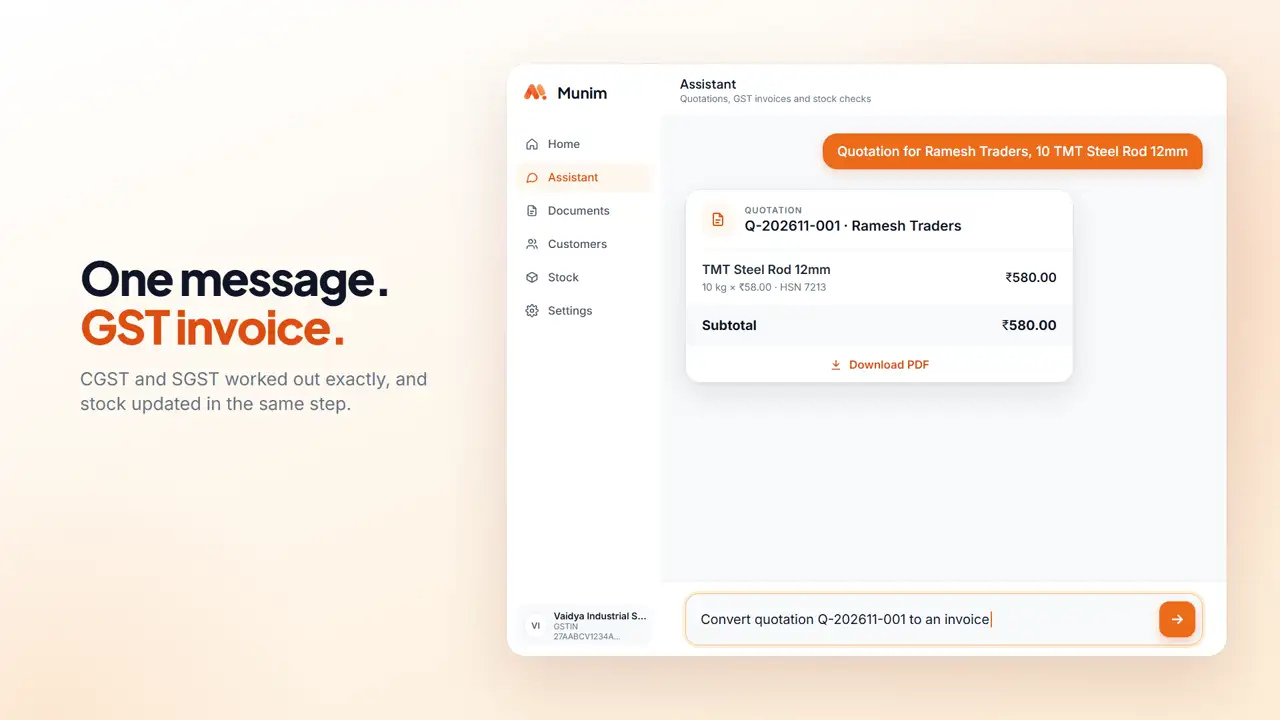 One message.
GST invoice.
CGST and SGST worked out exactly, and
stock updated in the same step.
Munim
Home
Assistant
Documents
Customers
Stock
Settings
VI
Vaidya Industrial S...
GSTIN
27AABCV1234A...
Assistant
Quotations, GST invoices and stock checks
Quotation for Ramesh Traders, 10 TMT Steel Rod 12mm
QUOTATION
Q-202611-001 · Ramesh Traders
TMT Steel Rod 12mm
10 kg × ₹58.00 · HSN 7213
₹580.00
Subtotal
₹580.00
Download PDF
Convert quotation Q-202611-001 to an invoice